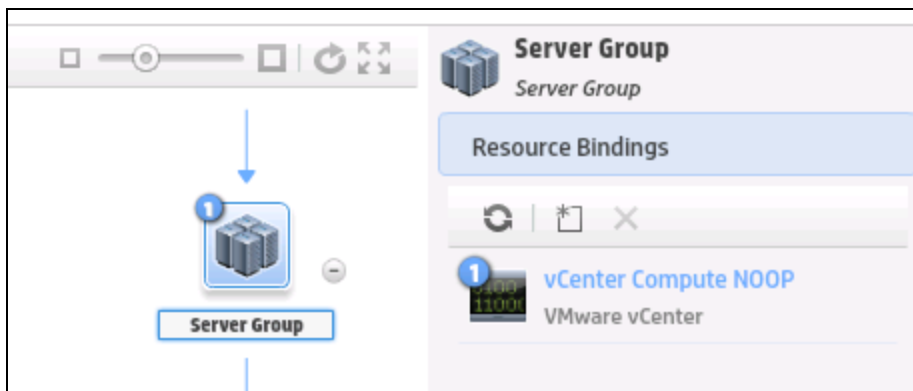 Server Group
Server Group
Resource Bindings
1
Server Group
1
vCenter Compute NOOP
VMware vCenter